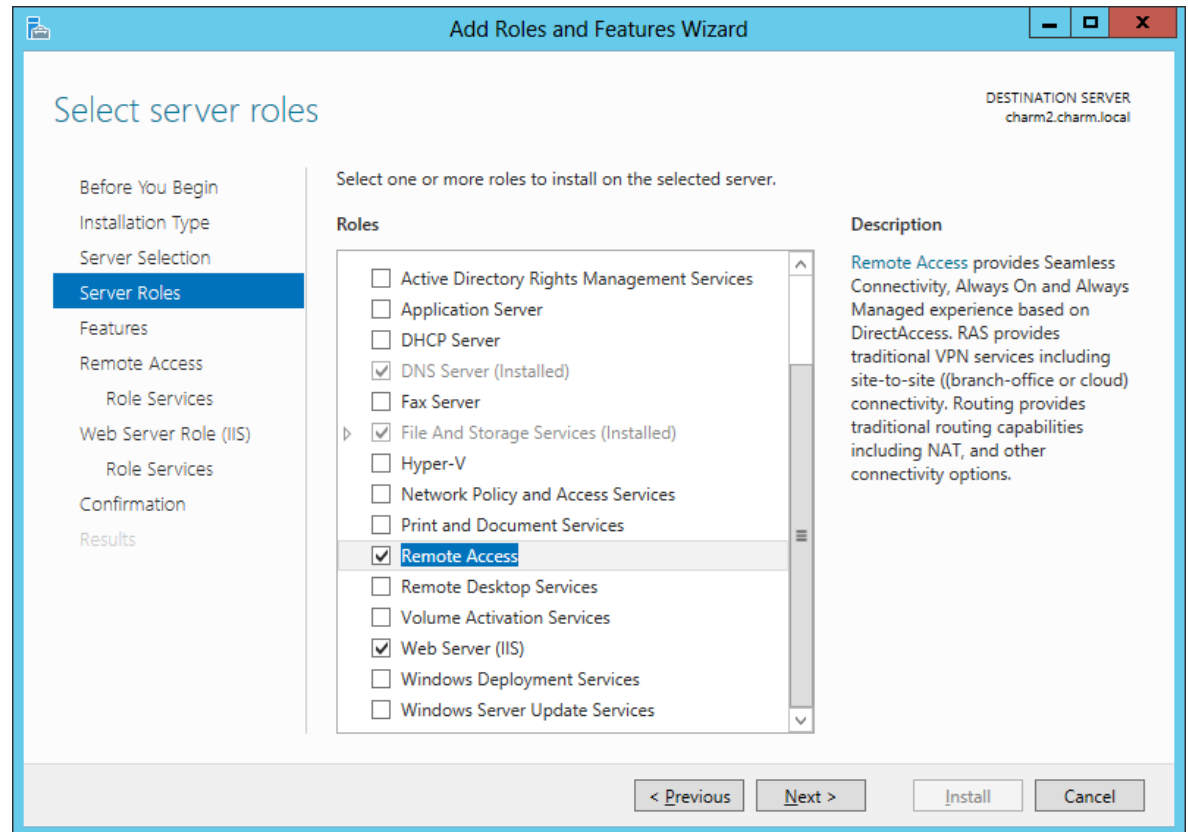 Add Roles and Features Wizard
Select server roles
DESTINATION SERVER
charm2.charm.local
Before You Begin
Installation Type
Server Selection
Server Roles
Features
Remote Access
Role Services
Web Server Role (IIS)
Role Services
Confirmation
Results
Select one or more roles to install on the selected server.
Roles
Active Directory Rights Management Services
Application Server
DHCP Server
DNS Server (Installed)
Fax Server
File And Storage Services (Installed)
Hyper-V
Network Policy and Access Services
Print and Document Services
Remote Access
Remote Desktop Services
Volume Activation Services
Web Server (IIS)
Windows Deployment Services
Windows Server Update Services
Description
Remote Access provides Seamless
Connectivity, Always On and Always
Managed experience based on
DirectAccess. RAS provides
traditional VPN services including
site-to-site ((branch-office or cloud)
connectivity. Routing provides
traditional routing capabilities
including NAT, and other
connectivity options.
< Previous
Next >
Install
Cancel